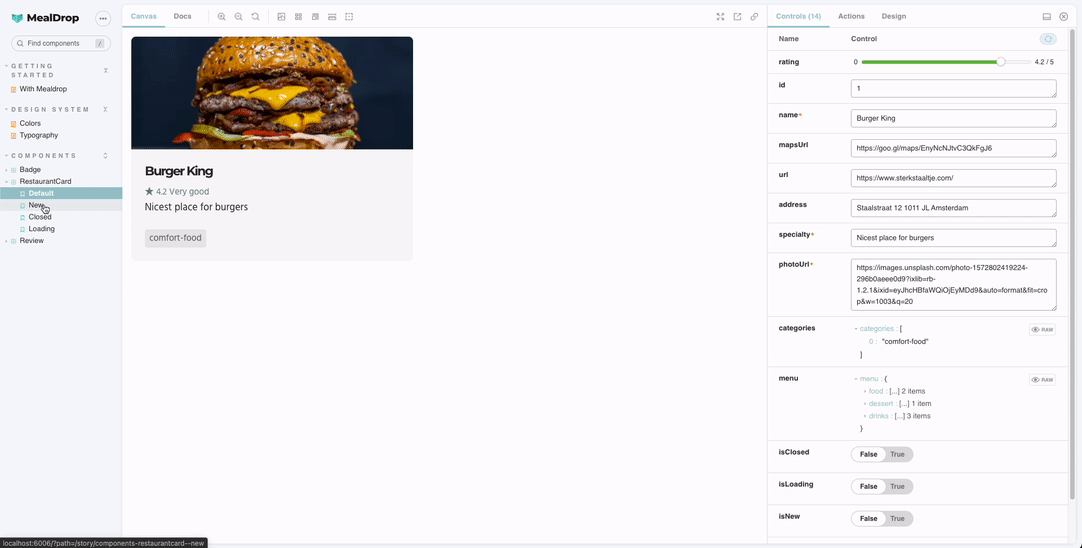 MealDrop
Canvas
Docs
Find components
/
GETTING
STARTED
With Mealdrop
DESIGN SYSTEM
Colors
Typography
COMPONENTS
Badge
RestaurantCard
Default
New
Closed
Loading
Review
Burger King
4.2 Very good
Nicest place for burgers
comfort-food
Controls (14)
Actions
Design
Name
Control
rating
0
4.2 / 5
id
1
name*
Burger King
mapsUrl
https://goo.gl/maps/EnyNcNJtvC3QkFgJ6
url
https://www.sterkstaaltje.com/
address
Staalstraat 12 1011 JL Amsterdam
specialty*
Nicest place for burgers
photoUrl*
https://images.unsplash.com/photo-1572802419224-
296b0aeee0d9?ixlib=rb-
1.2.1&ixid=eyJhcHBfaWQiOjEyMDd9&auto=format&fit=cro
p&w=1003&q=20
categories
- categories : [
0 : "comfort-food"
]
RAW
menu
- menu : {
food : [...] 2 items
dessert : [...] 1 item
drinks : [...] 3 items
}
RAW
isClosed
False
True
isLoading
False
True
isNew
False
True
localhost:6006/?path=/story/components-restaurantcard--new